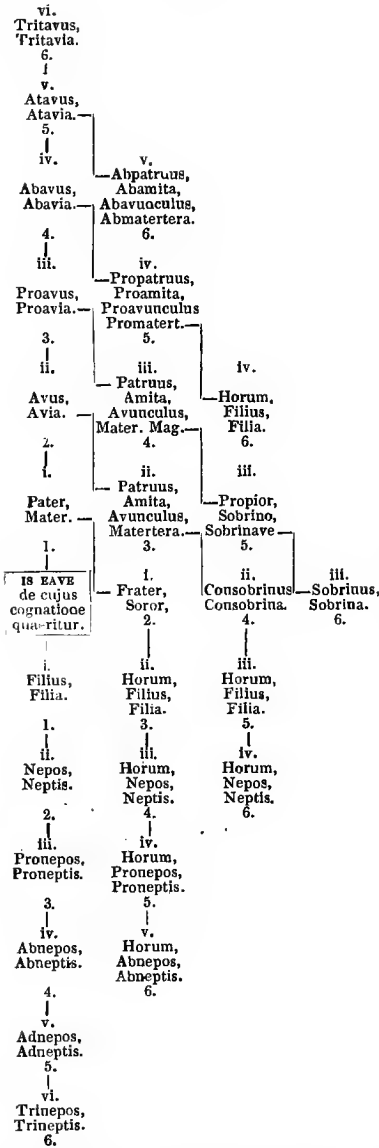 vi.
Tritavus,
Tritavia.
6.
v.
Atavus,
Atavia.
5.
iv.
Abavus,
Abavia.
4.
iii.
Proavus,
Proavia.
3.
ii.
Avus,
Avia.
2.
i.
Pater,
Mater.
1.
IS EAVE
de cujus
cognatione
quæritur.
i.
Filius,
Filia.
1.
ii.
Nepos,
Neptis.
2.
iii.
Pronepos,
Proneptis.
3.
iv.
Abnepos,
Abneptis.
4.
v.
Adnepos,
Adneptis.
5.
vi.
Trinepos,
Trineptis.
6.
v.
Abpatruus,
Abamita,
Abavunculus,
Abmatertera.
6.
iv.
Propatruus,
Proamita,
Proavunculus
Promatert.
5.
iii.
Patruus,
Amita,
Avunculus,
Mater. Mag.
4.
ii.
Patruus,
Amita,
Avunculus,
Matertera.
3.
i.
Frater,
Soror,
2.
ii.
Horum,
Filius,
Filia.
3.
iii.
Horum,
Nepos,
Neptis.
4.
iv.
Horum,
Pronepos,
Proneptis.
5.
v.
Horum,
Abnepos,
Abneptis.
6.
iv.
Horum,
Filius,
Filia.
6.
iii.
Propior,
Sobrino,
Sobrinave
5.
ii.
Consobrinus
Consobrina.
4.
iii.
Horum,
Filius,
Filia.
5.
iv.
Horum,
Nepos,
Neptis.
6.
iii.
Sobrinus,
Sobrina.
6.